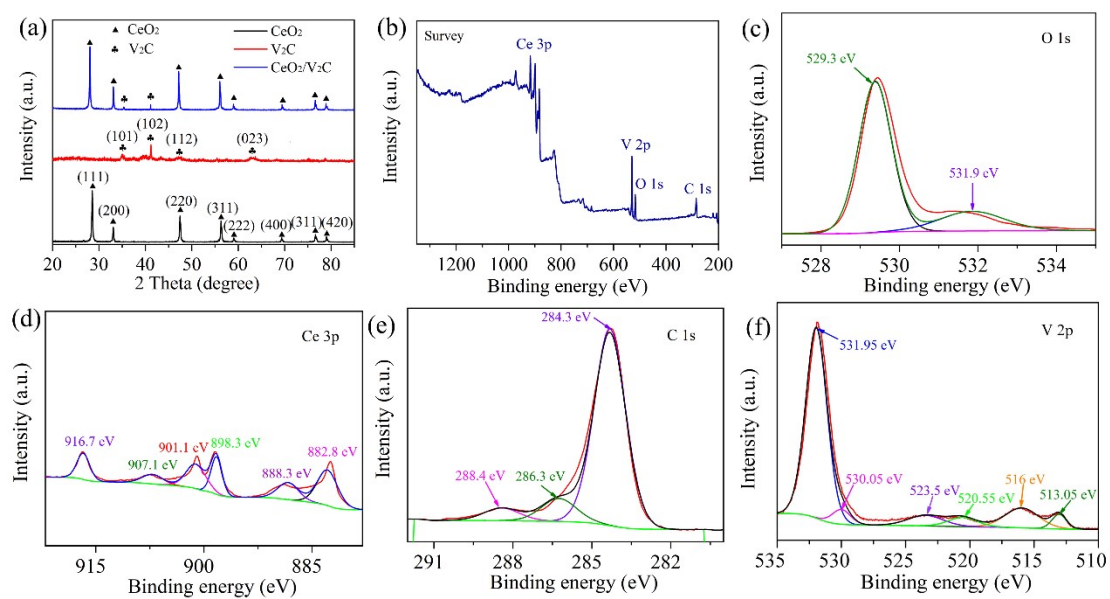 (a)
▲ CeO2
♣ V2C
CeO2
V2C
CeO2/V2C
(101)
(102)
(112)
(023)
(111)
(200)
(220)
(311)
(222)
(400)
(311)
(420)
Intensity (a.u.)
20 30 40 50 60 70 80
2 Theta (degree)
(b)
Survey
Ce 3p
V 2p
O 1s
C 1s
Intensity (a.u.)
1200 1000 800 600 400 200
Binding energy (eV)
(c)
O 1s
529.3 eV
531.9 eV
Intensity (a.u.)
528 530 532 534
Binding energy (eV)
(d)
Ce 3p
916.7 eV
907.1 eV
901.1 eV
898.3 eV
888.3 eV
882.8 eV
Intensity (a.u.)
915 900 885
Binding energy (eV)
(e)
C 1s
284.3 eV
288.4 eV
286.3 eV
Intensity (a.u.)
291 288 285 282
Binding energy (eV)
(f)
V 2p
531.95 eV
530.05 eV
523.5 eV
520.55 eV
516 eV
513.05 eV
Intensity (a.u.)
535 530 525 520 515 510
Binding energy (eV)